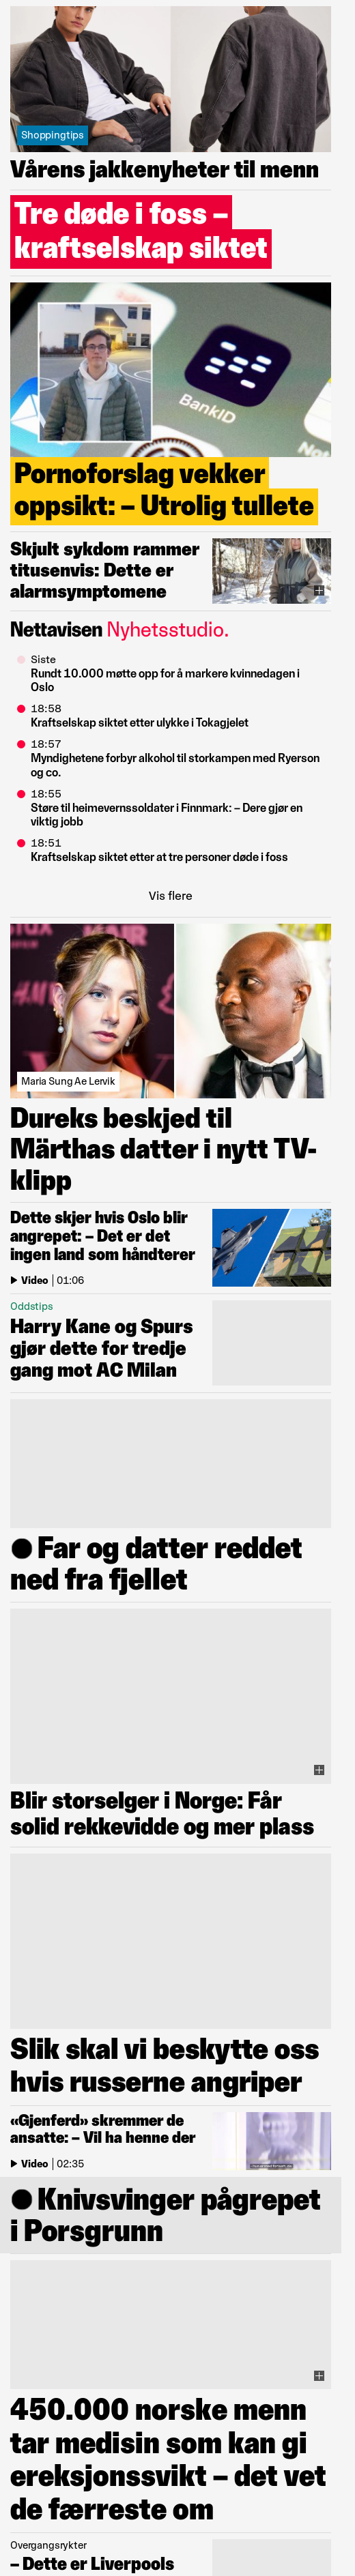 Shoppingtips
Vårens jakkenyheter til menn
Tre døde i foss –
kraftselskap siktet
BankID
Pornoforslag vekker
oppsikt: – Utrolig tullete
Skjult sykdom rammer
titusenvis: Dette er
alarmsymptomene
Nettavisen Nyhetsstudio.
Siste
Rundt 10.000 møtte opp for å markere kvinnedagen i
Oslo
18:58
Kraftselskap siktet etter ulykke i Tokagjelet
18:57
Myndighetene forbyr alkohol til storkampen med Ryerson
og co.
18:55
Støre til heimevernssoldater i Finnmark: – Dere gjør en
viktig jobb
18:51
Kraftselskap siktet etter at tre personer døde i foss
Vis flere
Maria Sung Ae Lervik
Dureks beskjed til
Märthas datter i nytt TV-
klipp
Dette skjer hvis Oslo blir
angrepet: – Det er det
ingen land som håndterer
Video | 01:06
Oddstips
Harry Kane og Spurs
gjør dette for tredje
gang mot AC Milan
Far og datter reddet
ned fra fjellet
Blir storselger i Norge: Får
solid rekkevidde og mer plass
Slik skal vi beskytte oss
hvis russerne angriper
«Gjenferd» skremmer de
ansatte: – Vil ha henne der
Video | 02:35
Knivsvinger pågrepet
i Porsgrunn
450.000 norske menn
tar medisin som kan gi
ereksjonssvikt – det vet
de færreste om
Overgangsrykter
– Dette er Liverpools